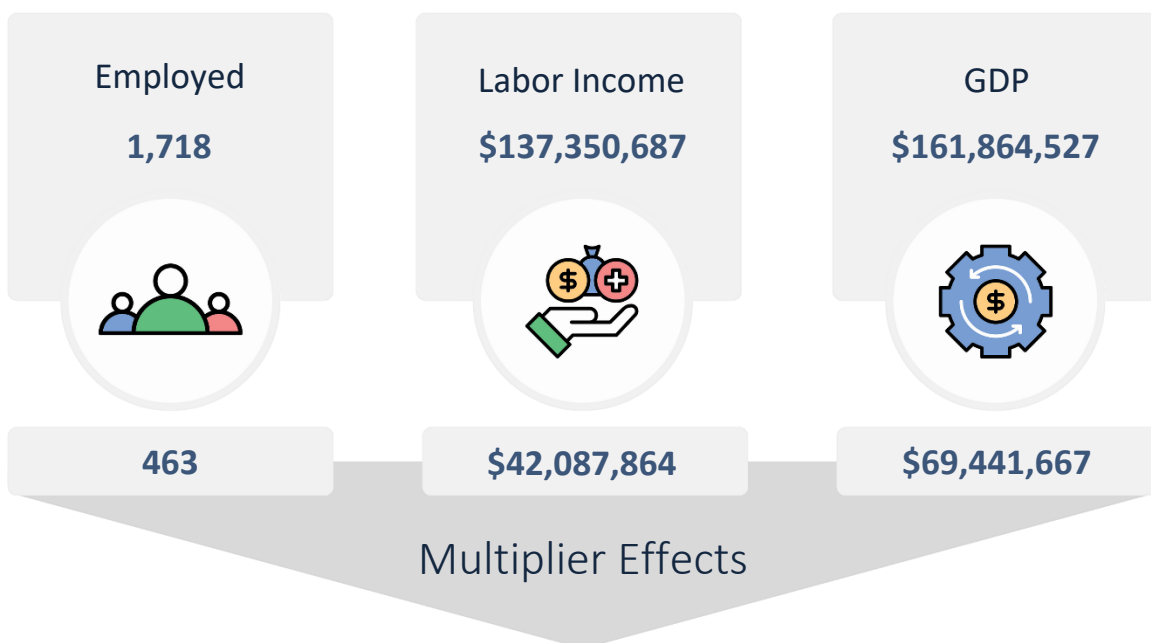 Employed
1,718
Labor Income
$137,350,687
GDP
$161,864,527
463
$42,087,864
$69,441,667
Multiplier Effects